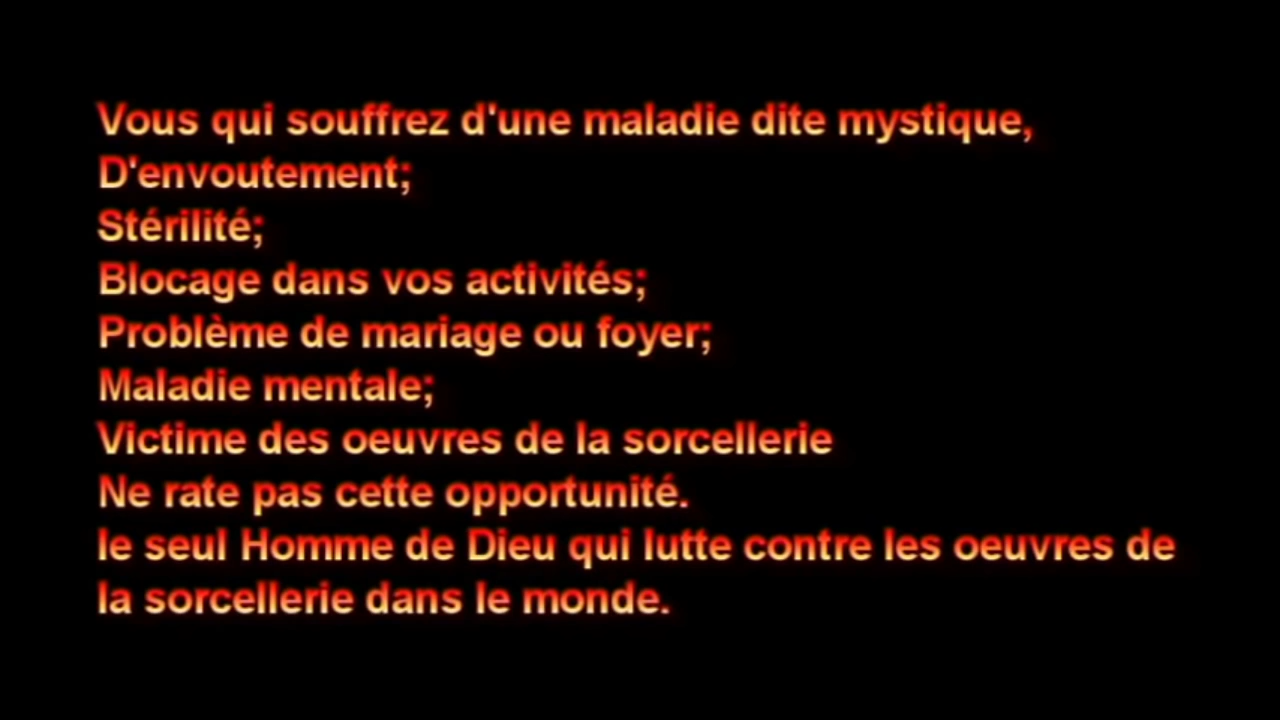 Vous qui souffrez d'une maladie dite mystique,
D'envoutement;
Stérilité;
Blocage dans vos activités;
Problème de mariage ou foyer;
Maladie mentale;
Victime des oeuvres de la sorcellerie
Ne rate pas cette opportunité.
le seul Homme de Dieu qui lutte contre les oeuvres de
la sorcellerie dans le monde.